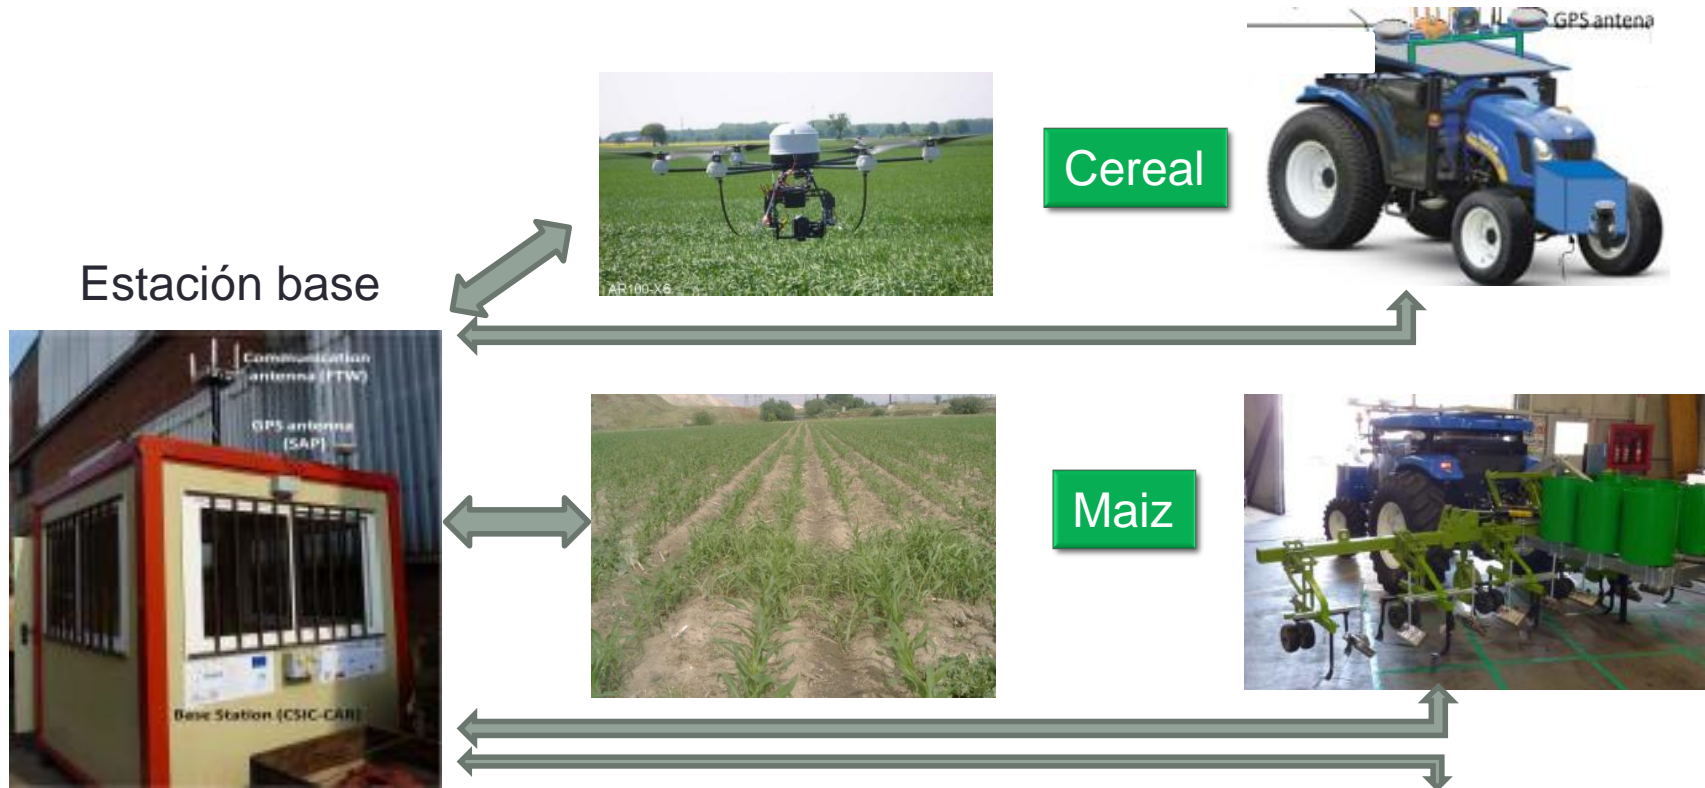 GPS antena
Cereal
AR100-X6
Estación base
Communication
antenna (FTW)
GPS antenna
(SAP)
Maiz
Base Station (CSIC-CAR)